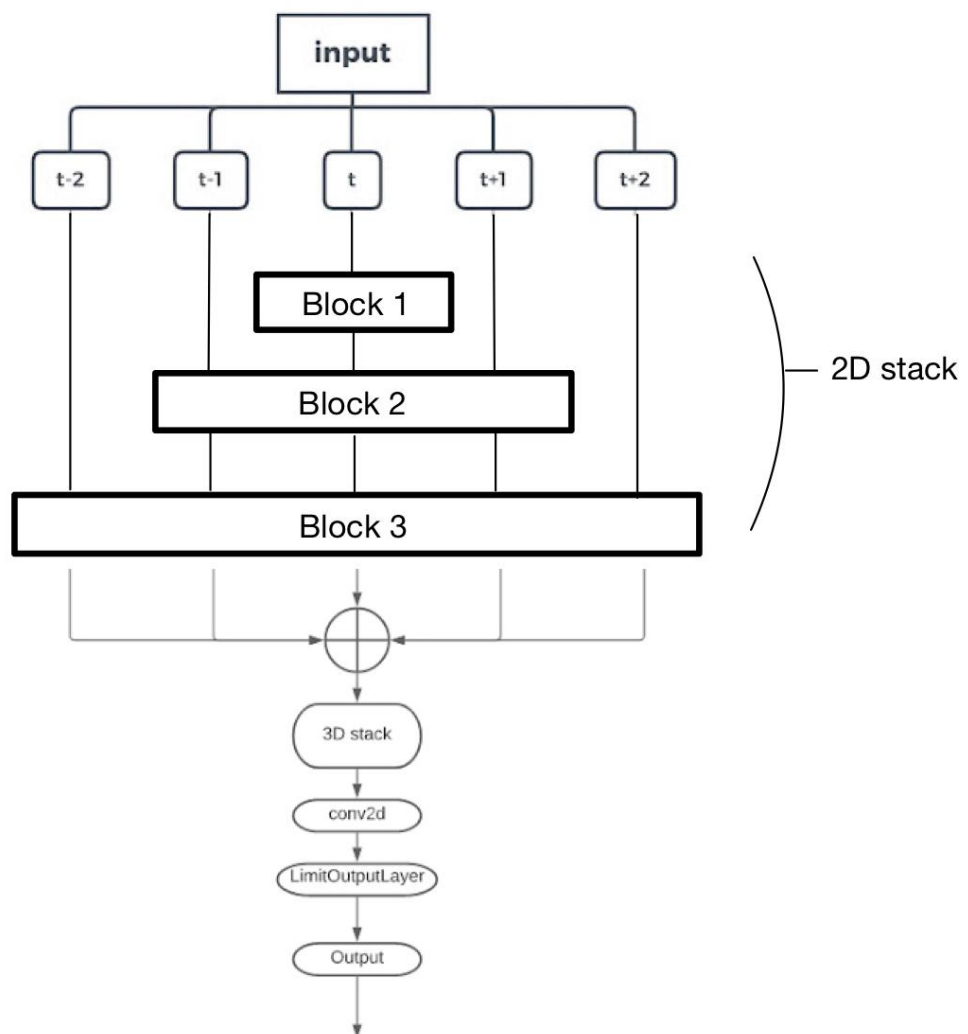 input
t-2
t-1
t
t+1
t+2
Block 1
Block 2
2D stack
Block 3
3D stack
conv2d
LimitOutputLayer
Output